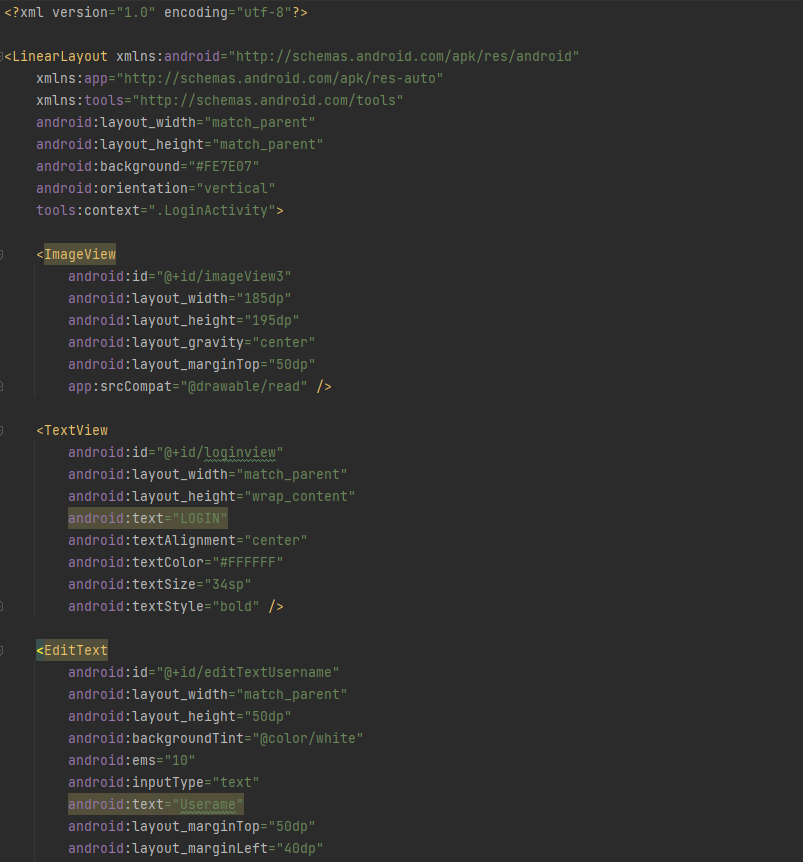 <?xml version="1.0" encoding="utf-8"?>
<LinearLayout xmlns:android="http://schemas.android.com/apk/res/android"
xmlns:app="http://schemas.android.com/apk/res-auto"
xmlns:tools="http://schemas.android.com/tools"
android:layout_width="match_parent"
android:layout_height="match_parent"
android:background="#FE7E07"
android:orientation="vertical"
tools:context=".LoginActivity">
<ImageView
android:id="@+id/imageView3"
android:layout_width="185dp"
android:layout_height="195dp"
android:layout_gravity="center"
android:layout_marginTop="50dp"
app:srcCompat="@drawable/read" />
<TextView
android:id="@+id/loginview"
android:layout_width="match_parent"
android:layout_height="wrap_content"
android:text="LOGIN"
android:textAlignment="center"
android:textColor="#FFFFFF"
android:textSize="34sp"
android:textStyle="bold" />
<EditText
android:id="@+id/editTextUsername"
android:layout_width="match_parent"
android:layout_height="50dp"
android:backgroundTint="@color/white"
android:ems="10"
android:inputType="text"
android:text="Userame"
android:layout_marginTop="50dp"
android:layout_marginLeft="40dp"